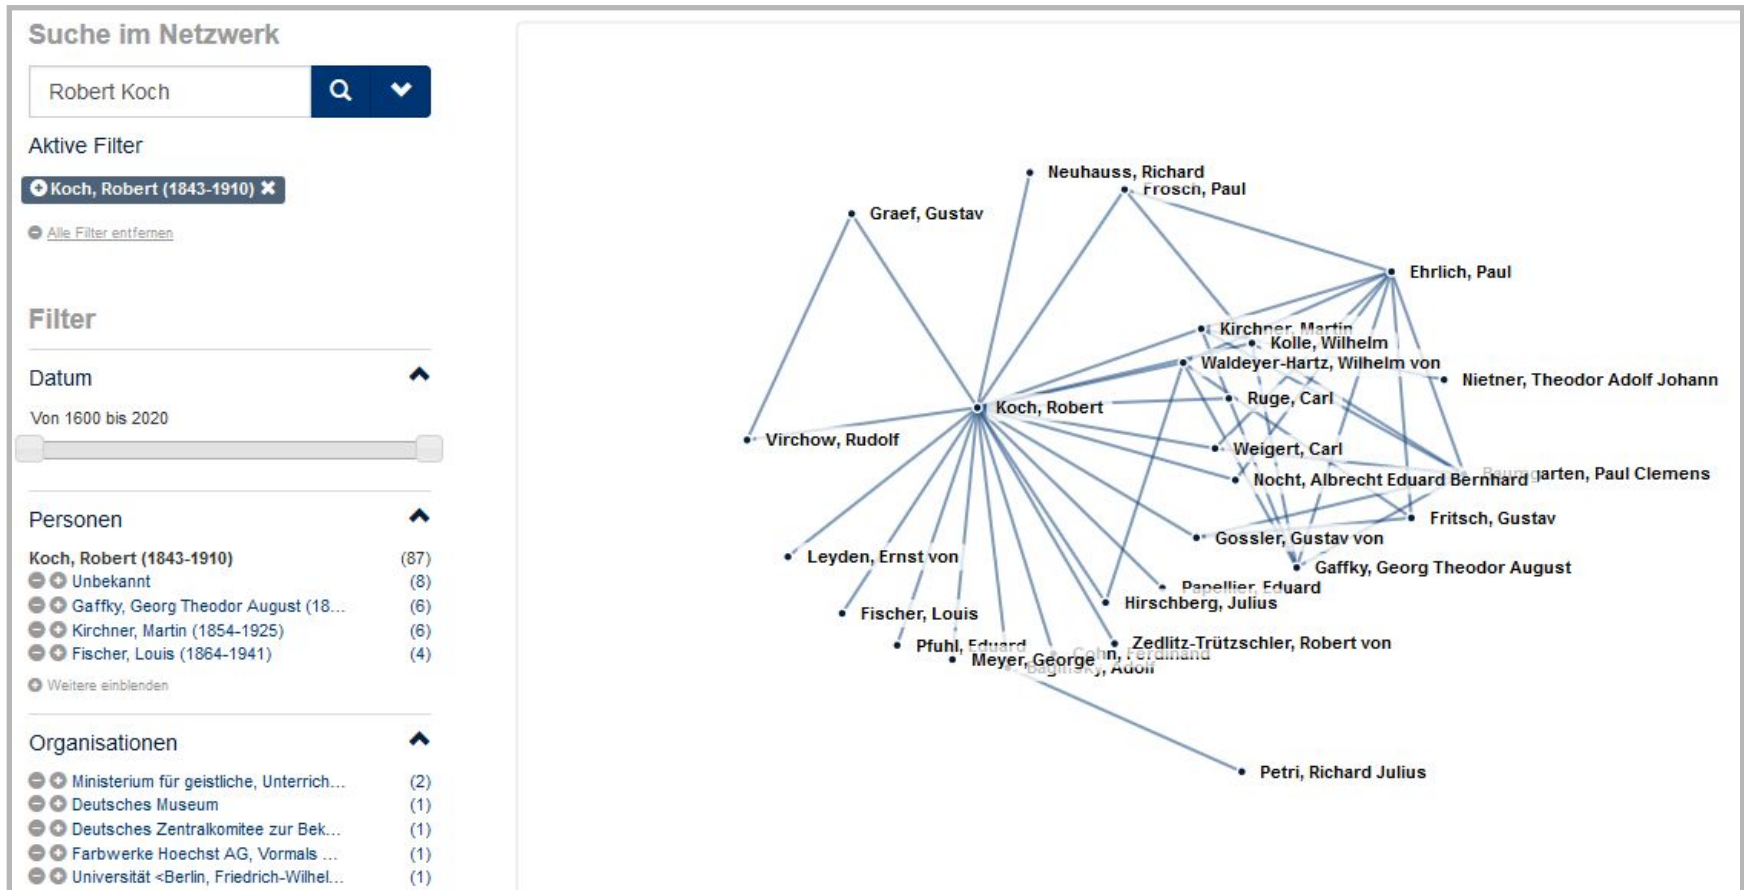 Suche im Netzwerk
Robert Koch
Aktive Filter
Koch, Robert (1843-1910)
Alle Filter entfernen
Filter
Datum
Von 1600 bis 2020
Personen
Koch, Robert (1843-1910) (87)
Unbekannt (8)
Gaffky, Georg Theodor August (18... (6)
Kirchner, Martin (1854-1925) (6)
Fischer, Louis (1864-1941) (4)
Weitere einblenden
Organisationen
Ministerium für geistliche, Unterrich... (2)
Deutsches Museum (1)
Deutsches Zentralkomitee zur Bek... (1)
Farbwerke Hoechst AG, Vormals ... (1)
Universität <Berlin, Friedrich-Wilhel... (1)
Neuhauss, Richard
Frosch, Paul
Graef, Gustav
Ehrlich, Paul
Kirchner, Martin
Kolle, Wilhelm
Waldeyer-Hartz, Wilhelm von
Nietner, Theodor Adolf Johann
Ruge, Carl
Koch, Robert
Virchow, Rudolf
Weigert, Carl
Baumgarten, Paul Clemens
Nocht, Albrecht Eduard Bernhard
Fritsch, Gustav
Gossler, Gustav von
Leyden, Ernst von
Gaffky, Georg Theodor August
Papellier, Eduard
Hirschberg, Julius
Fischer, Louis
Zedlitz-Trützschler, Robert von
Pfuhl, Eduard
Cohn, Ferdinand
Meyer, George
Baginsky, Adolf
Petri, Richard Julius